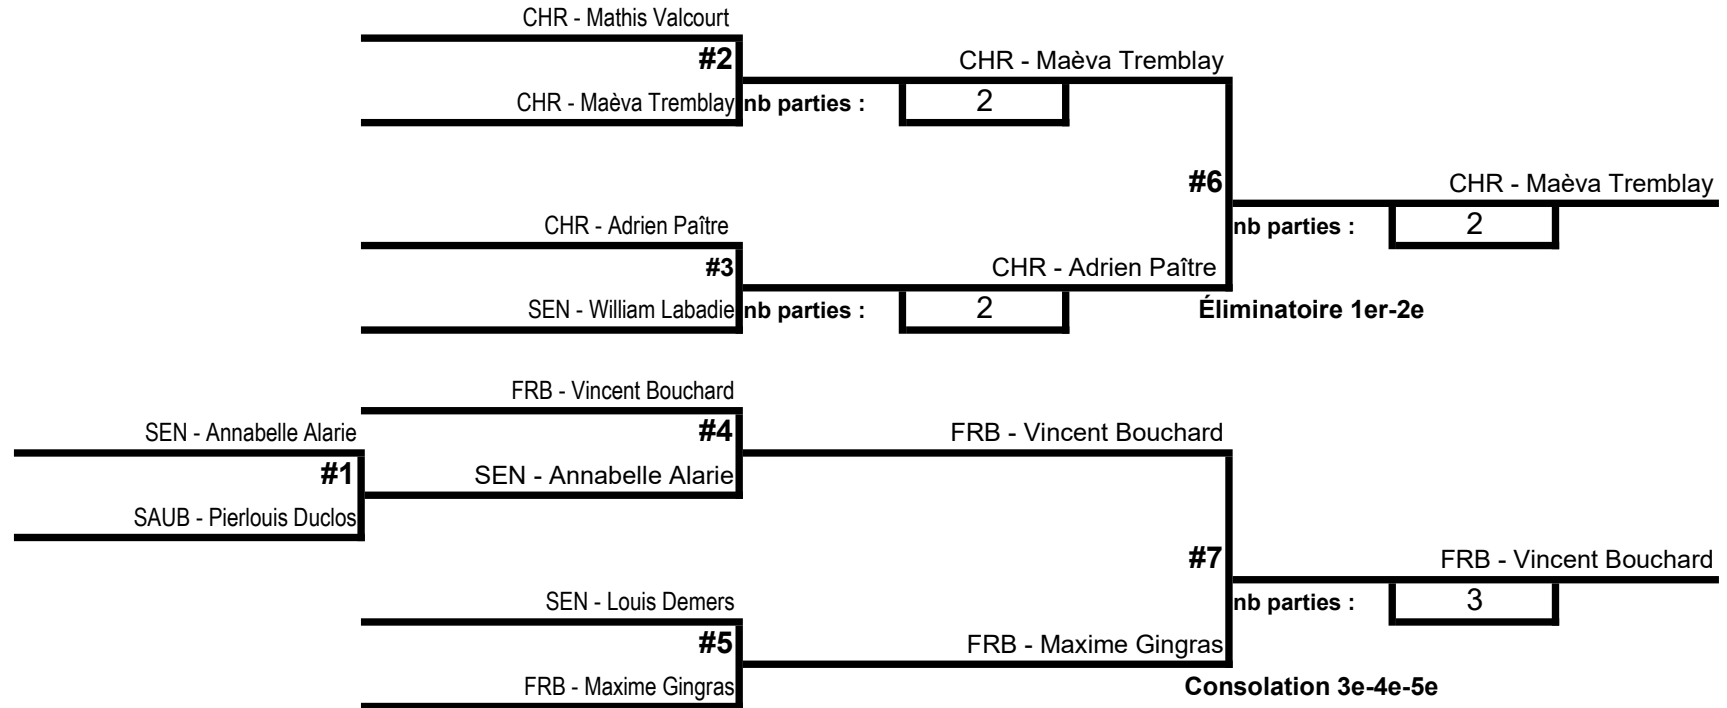 CHR - Mathis Valcourt
#2
CHR - Maèva Tremblay
CHR - Maèva Tremblay
nb parties :
2
#6
CHR - Maèva Tremblay
nb parties :
2
CHR - Adrien Paître
#3
CHR - Adrien Paître
SEN - William Labadie
nb parties :
2
Éliminatoire 1er-2e
FRB - Vincent Bouchard
SEN - Annabelle Alarie
#4
FRB - Vincent Bouchard
#1
SEN - Annabelle Alarie
SAUB - Pierlouis Duclos
#7
FRB - Vincent Bouchard
nb parties :
3
SEN - Louis Demers
#5
FRB - Maxime Gingras
FRB - Maxime Gingras
Consolation 3e-4e-5e